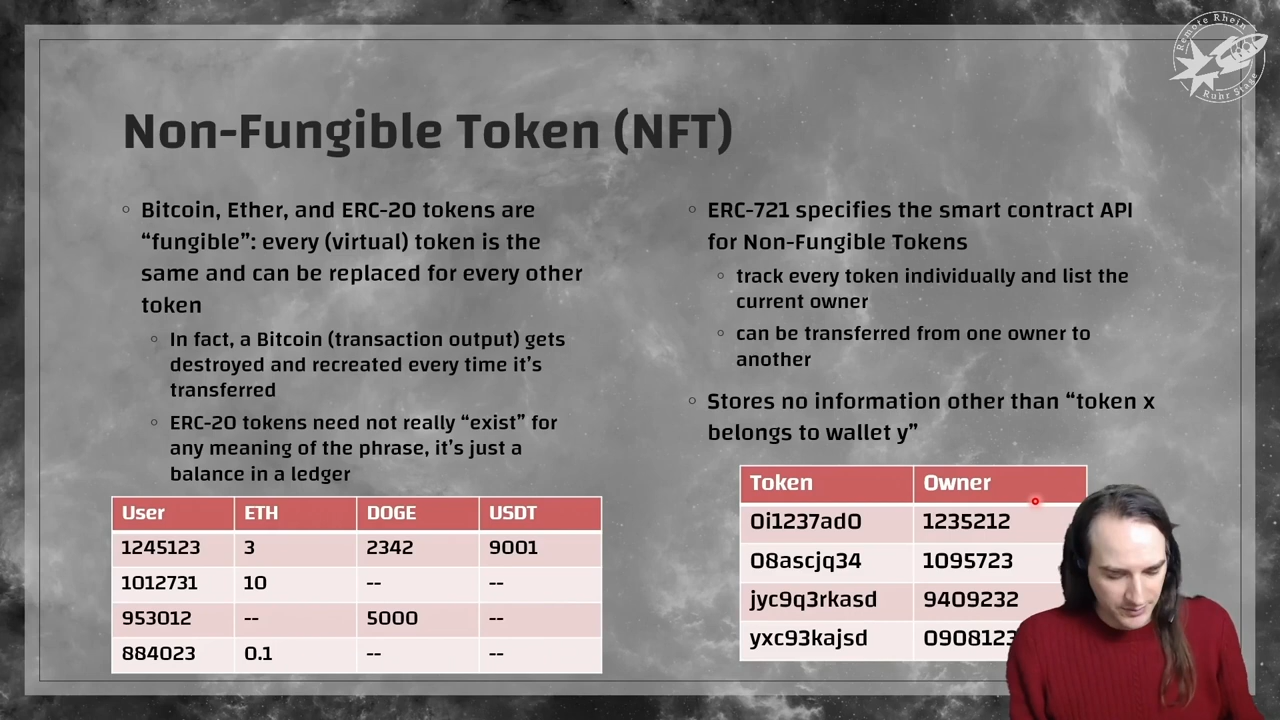 Remote Rhein
Ruhr Stage
Non-Fungible Token (NFT)
Bitcoin, Ether, and ERC-20 tokens are
“fungible”: every (virtual) token is the
same and can be replaced for every other
token
In fact, a Bitcoin (transaction output) gets
destroyed and recreated every time it’s
transferred
ERC-20 tokens need not really “exist” for
any meaning of the phrase, it’s just a
balance in a ledger
User ETH DOGE USDT
1245123 3 2342 9001
1012731 10 -- --
953012 -- 5000 --
884023 0.1 -- --
ERC-721 specifies the smart contract API
for Non-Fungible Tokens
track every token individually and list the
current owner
can be transferred from one owner to
another
Stores no information other than “token x
belongs to wallet y”
Token Owner
0i1237ad0 1235212
08ascjq34 1095723
jyc9q3rkasd 9409232
yxc93kajsd 0908123